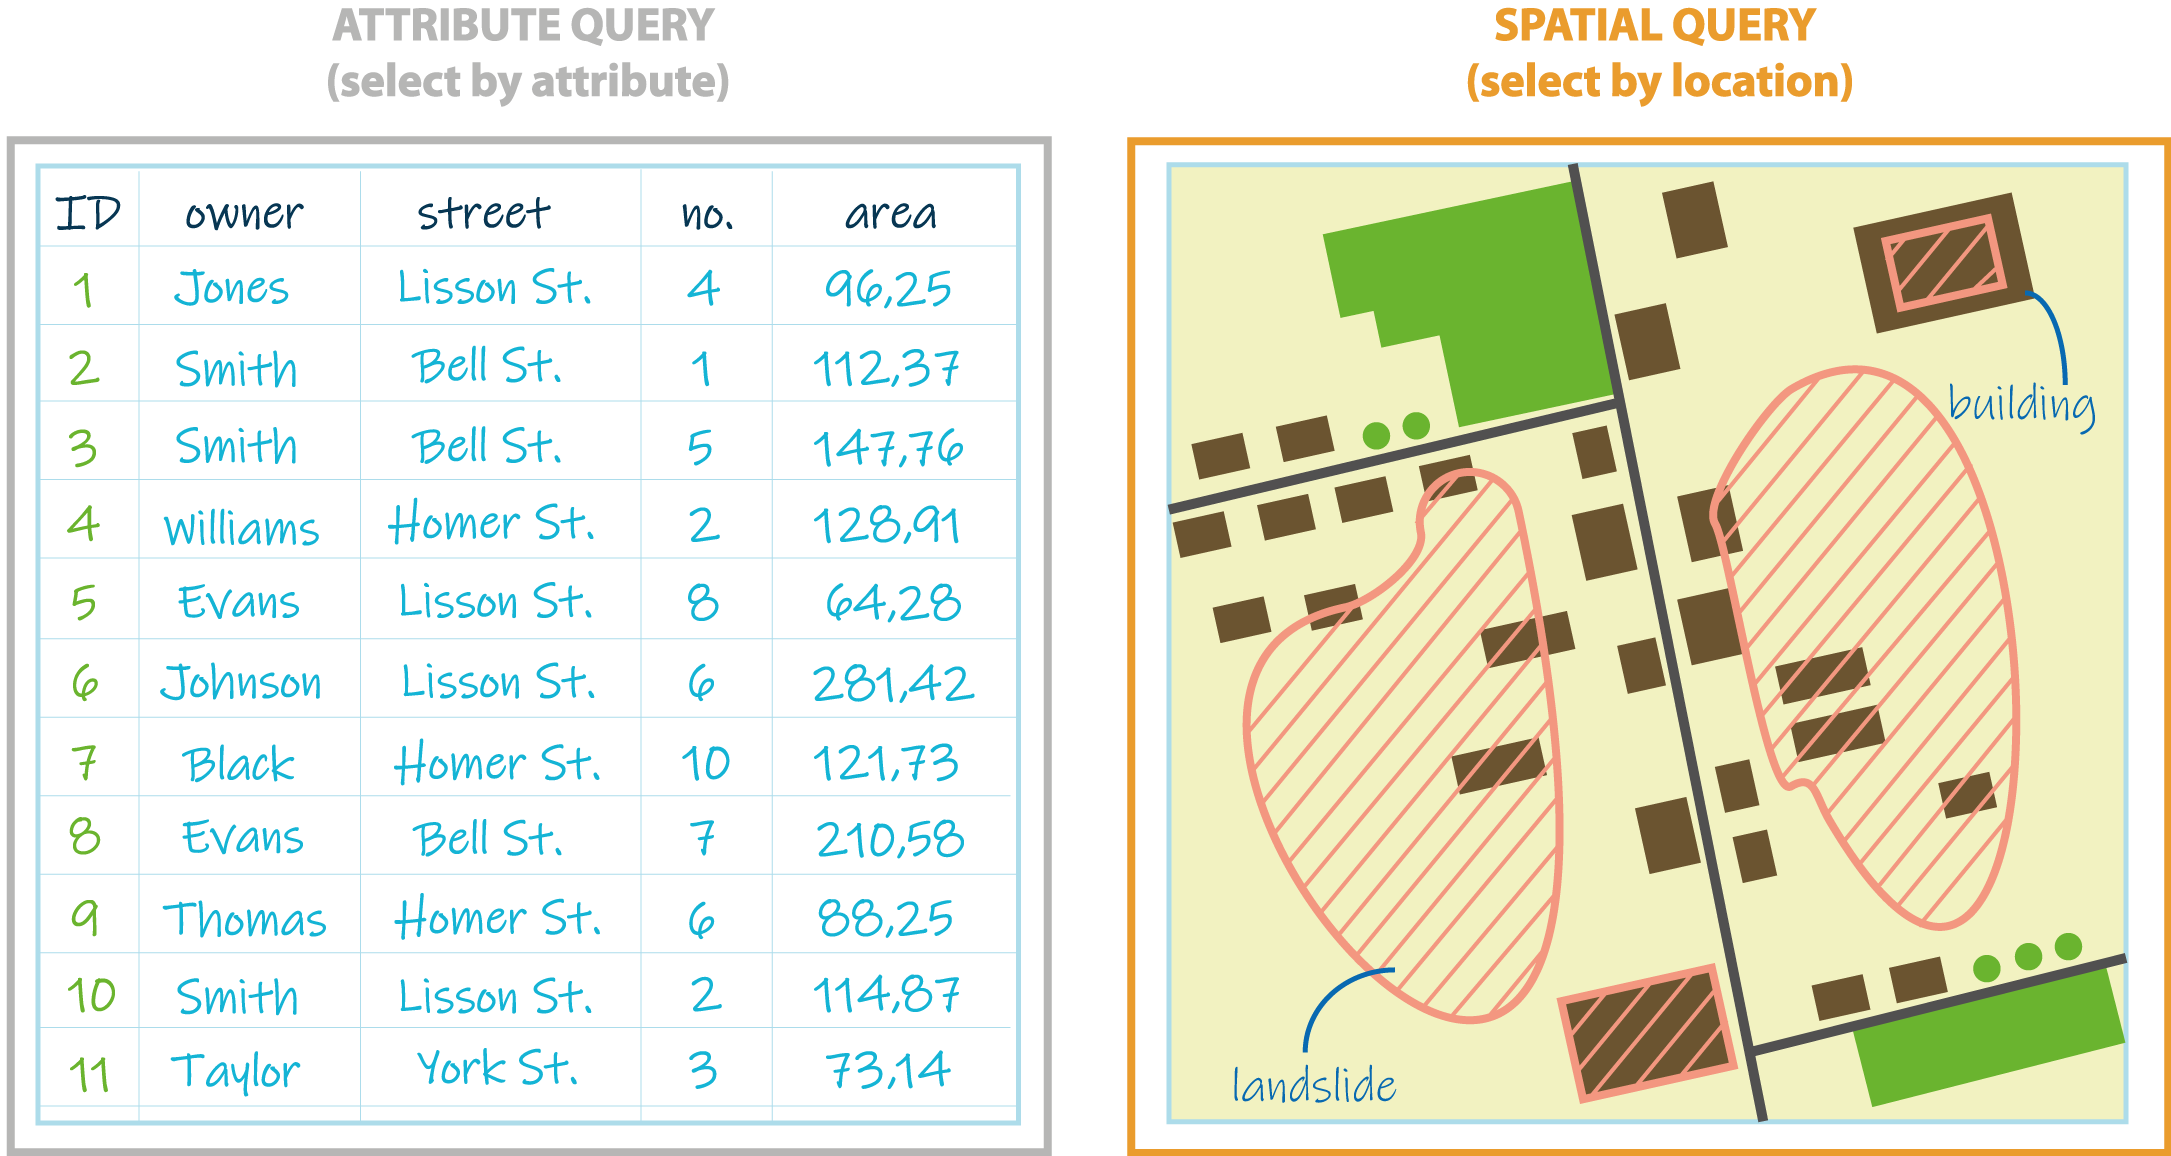 ATTRIBUTE QUERY
(select by attribute)
ID owner street no. area
1 Jones Lisson St. 4 96,25
2 Smith Bell St. 1 112,37
3 Smith Bell St. 5 147,76
4 Williams Homer St. 2 128,91
5 Evans Lisson St. 8 64,28
6 Johnson Lisson St. 6 281,42
7 Black Homer St. 10 121,73
8 Evans Bell St. 7 210,58
9 Thomas Homer St. 6 88,25
10 Smith Lisson St. 2 114,87
11 Taylor York St. 3 73,14
SPATIAL QUERY
(select by location)
building
landslide